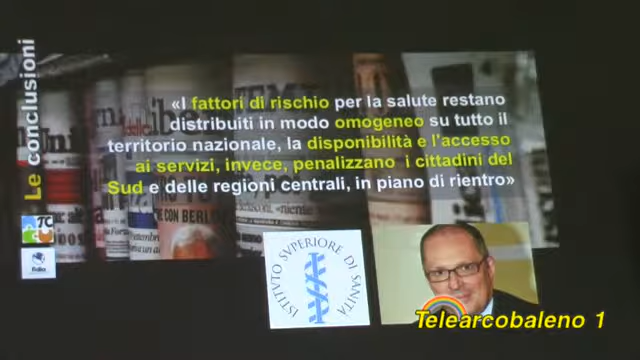 Le conclusioni
«I fattori di rischio per la salute restano
distribuiti in modo omogeneo su tutto il
territorio nazionale, la disponibilità e l'accesso
ai servizi, invece, penalizzano i cittadini del
Sud e delle regioni centrali, in piano di rientro»
ISTITVTO SVPERIORE DI SANITÀ
Telearcobaleno 1